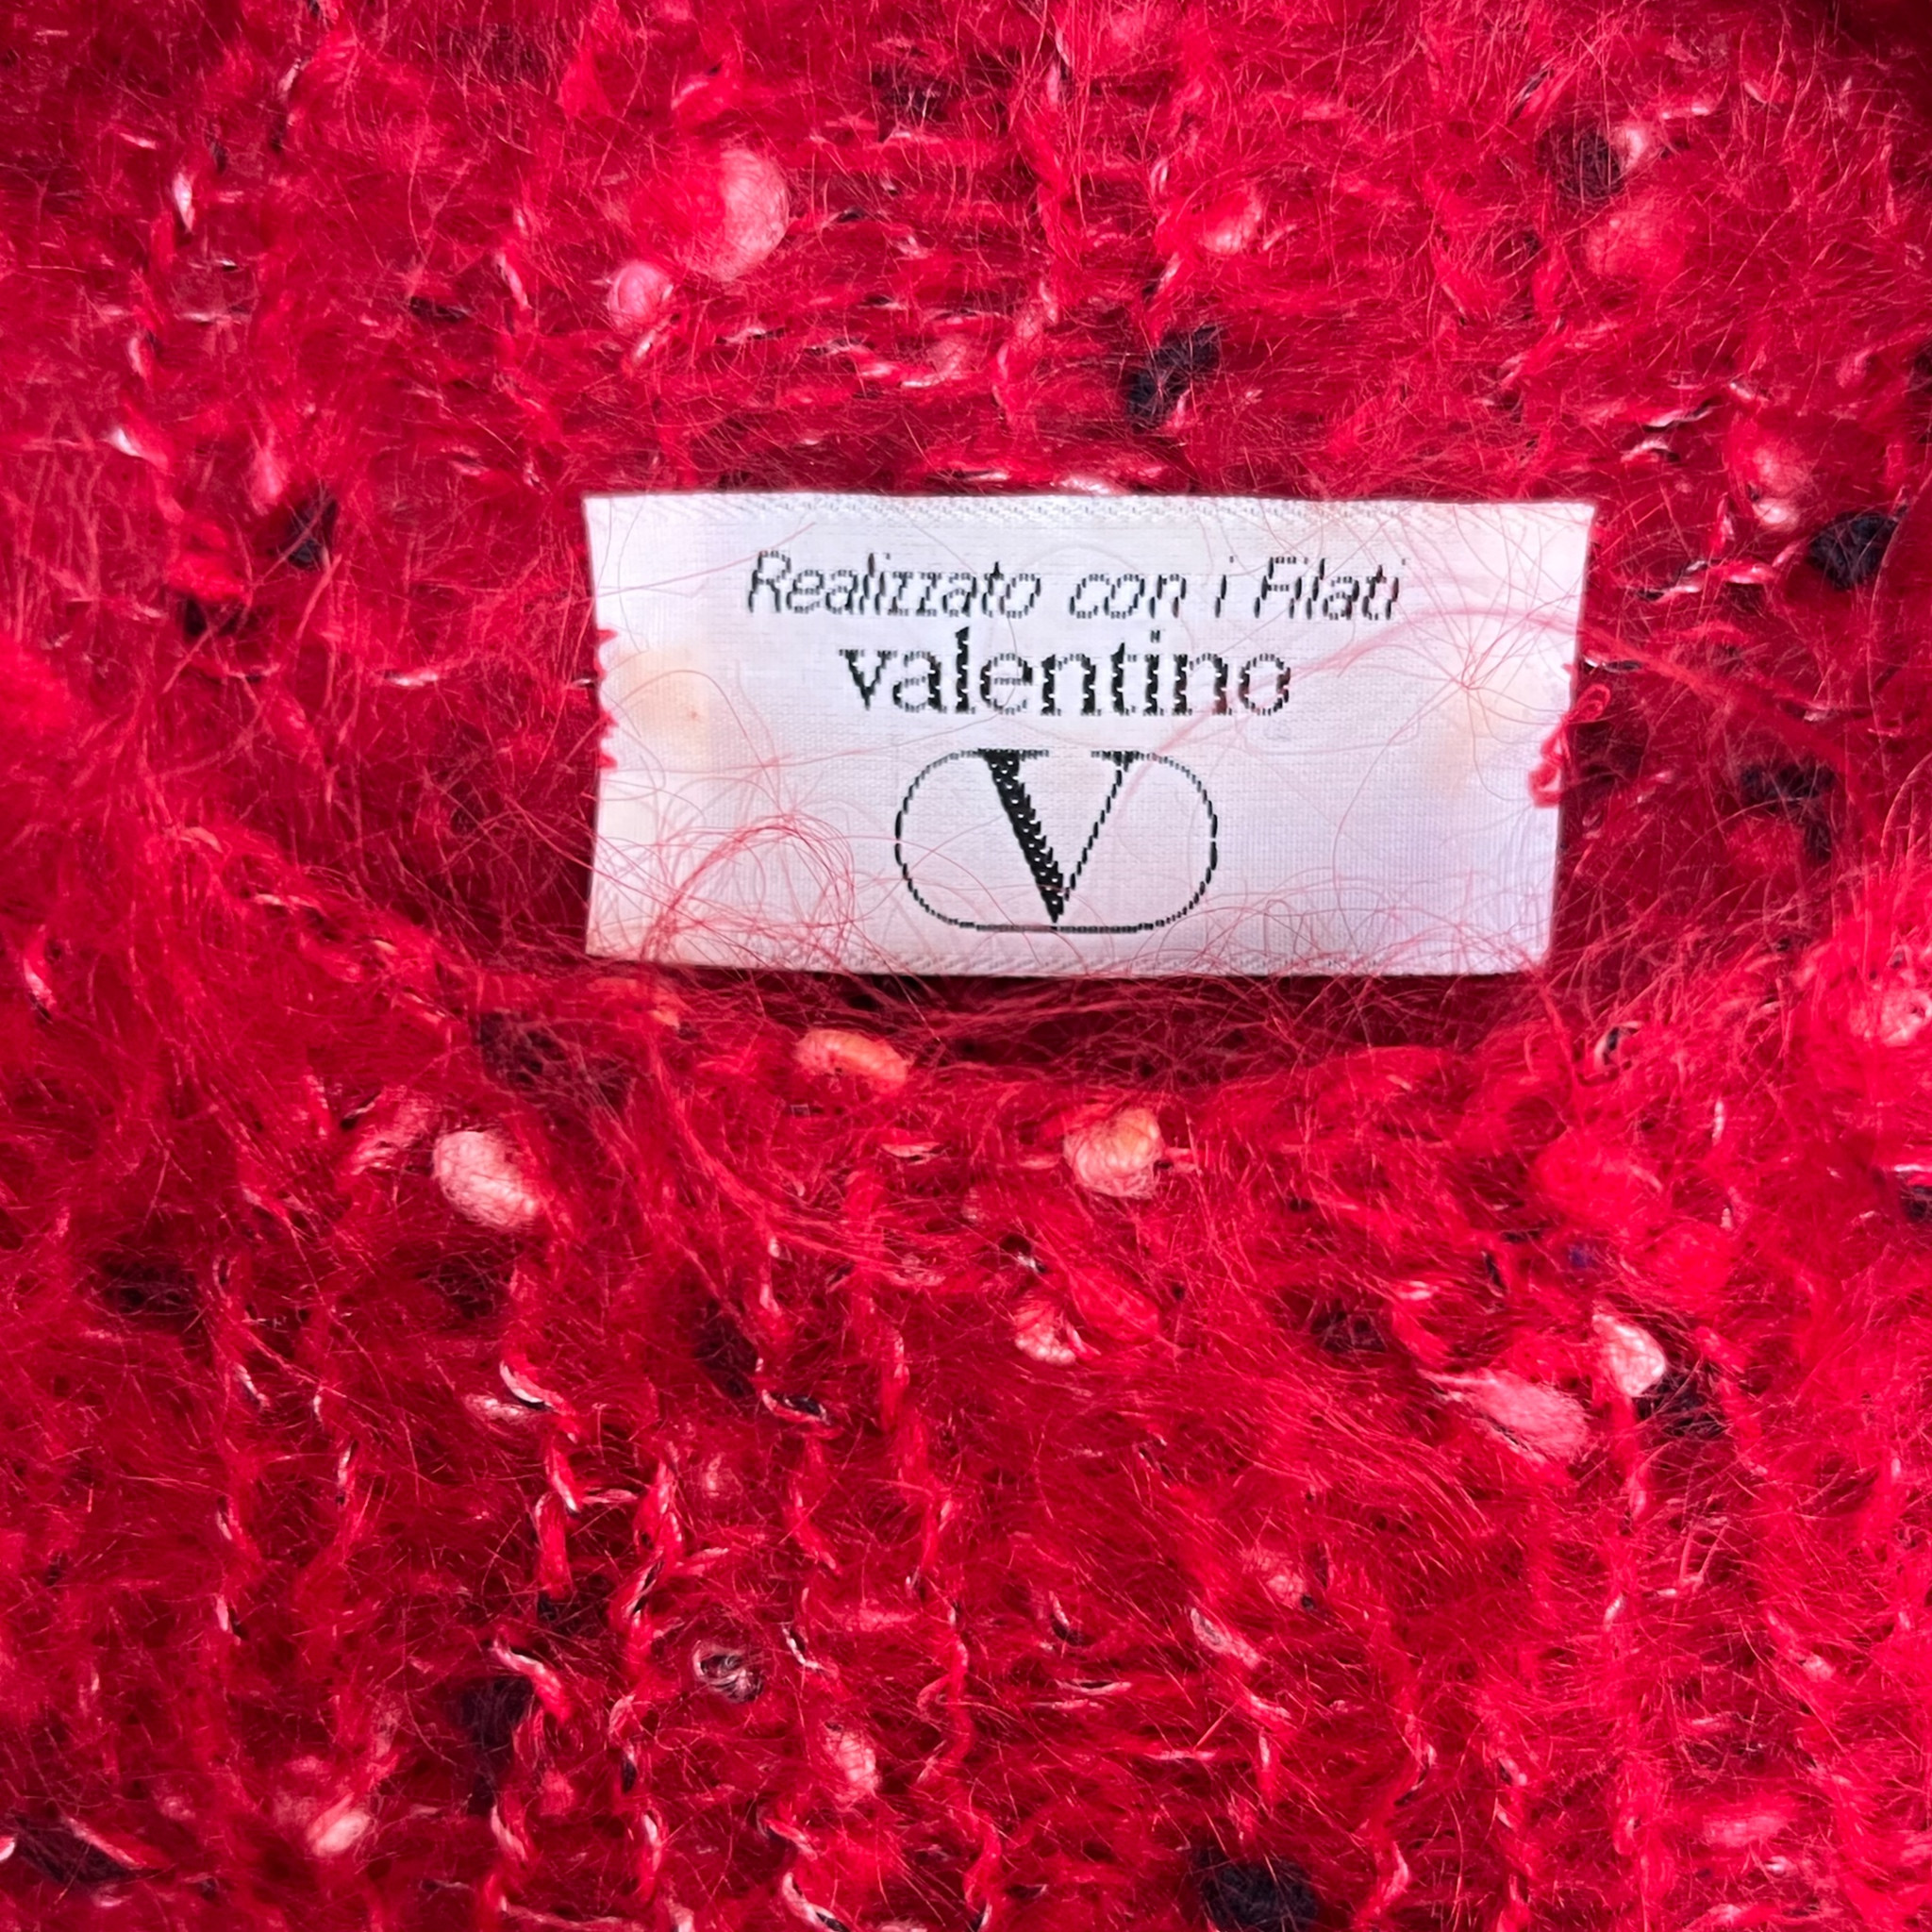 Realizzato con i Filati
valentino
V